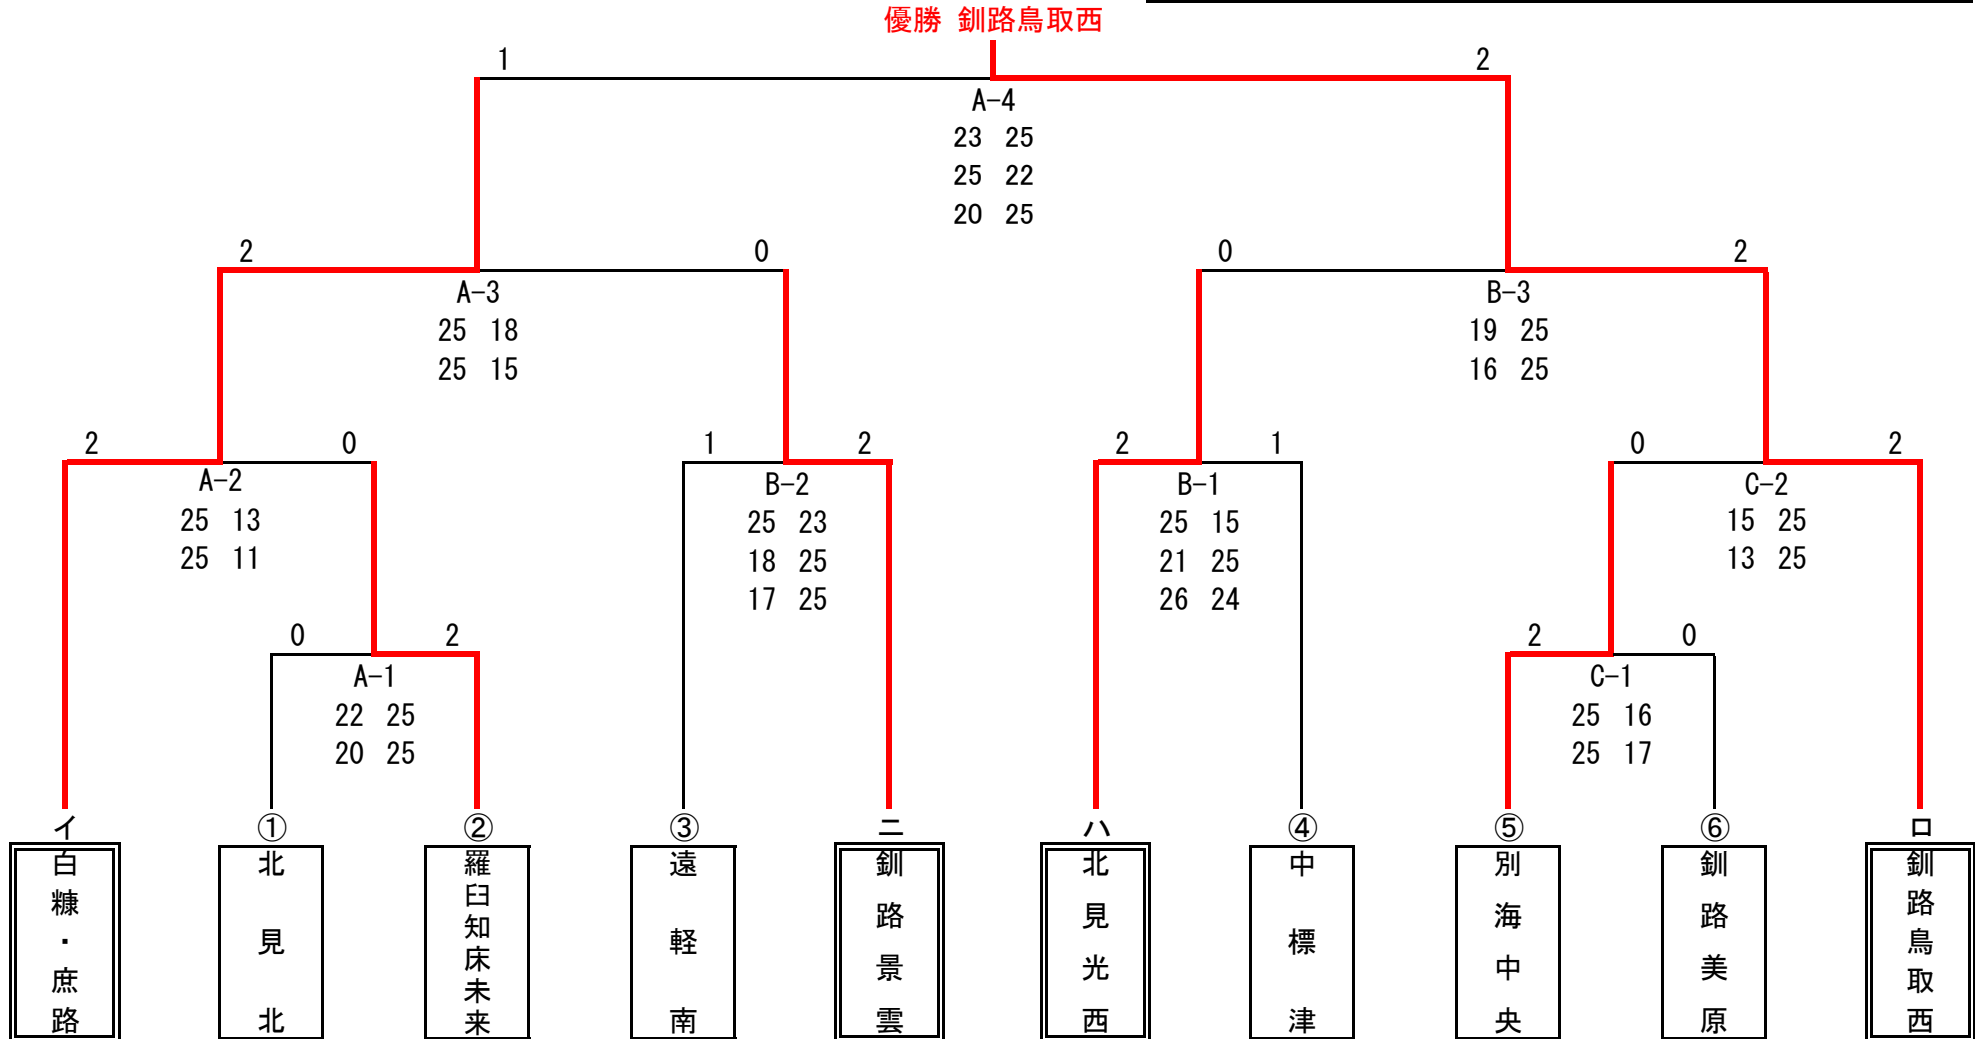 優勝 釧路鳥取西
1 2
A-4
23 25
25 22
20 25
2 0 0 2
A-3 B-3
25 18 19 25
25 15 16 25
2 0 1 2 2 1 0 2
A-2 B-2 B-1 C-2
25 13 25 23 25 15 15 25
25 11 18 25 21 25 13 25
17 25 26 24
0 2 2 0
A-1 C-1
22 25 25 16
20 25 25 17
イ ① ② ③ ニ ハ ④ ⑤ ⑥ ロ
白糠・庶路
北見北
羅臼知床未来
遠軽南
釧路景雲
北見光西
中標津
別海中央
釧路美原
釧路鳥取西